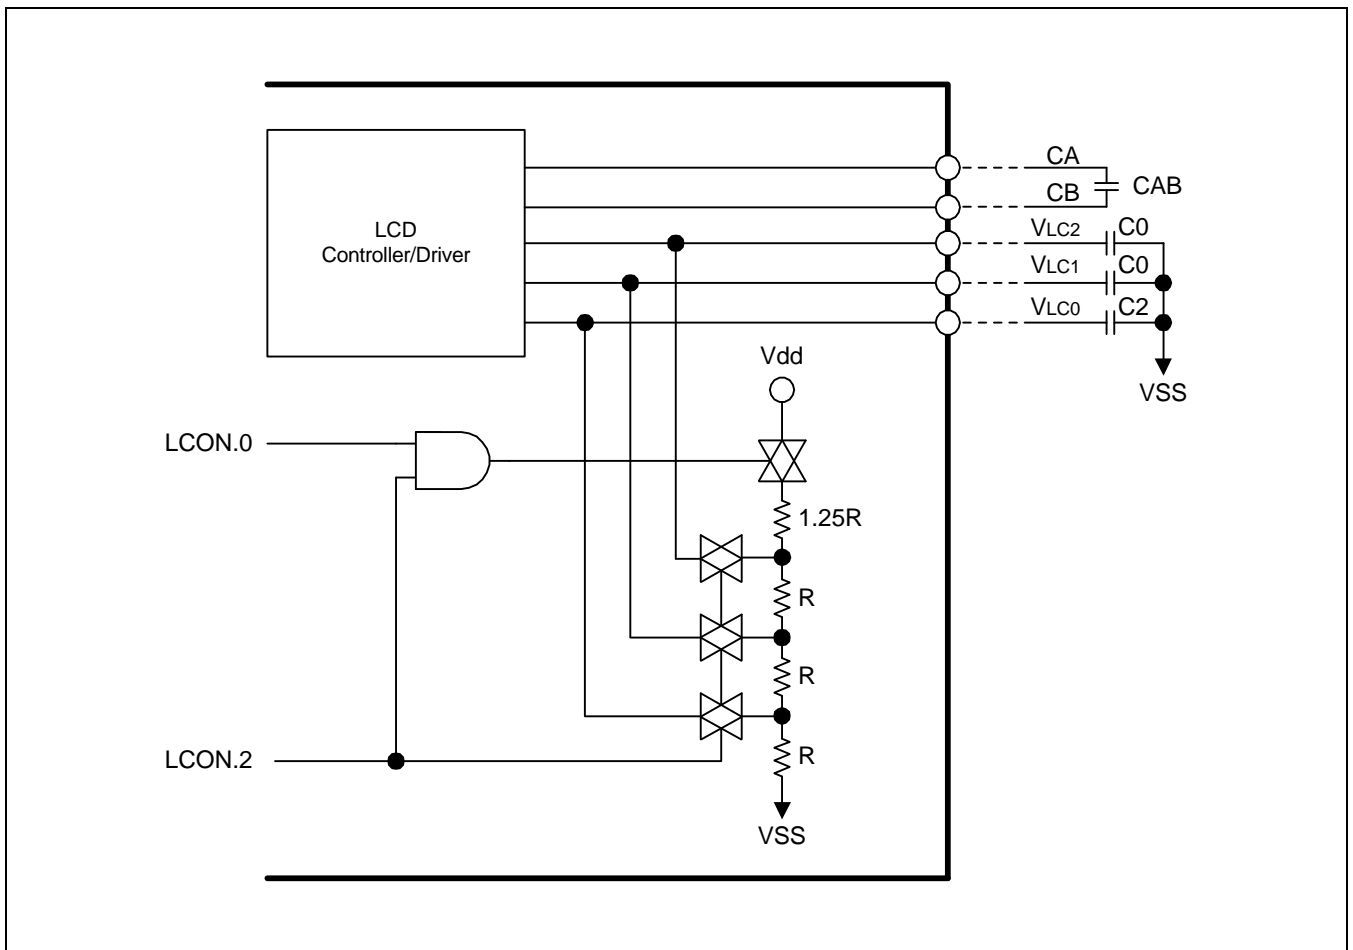 CA
CAB
CB
LCD
Controller/Driver
VLC2 C0
VLC1 C0
VLC0 C2
Vdd
VSS
LCON.0
1.25R
R
R
LCON.2
R
VSS